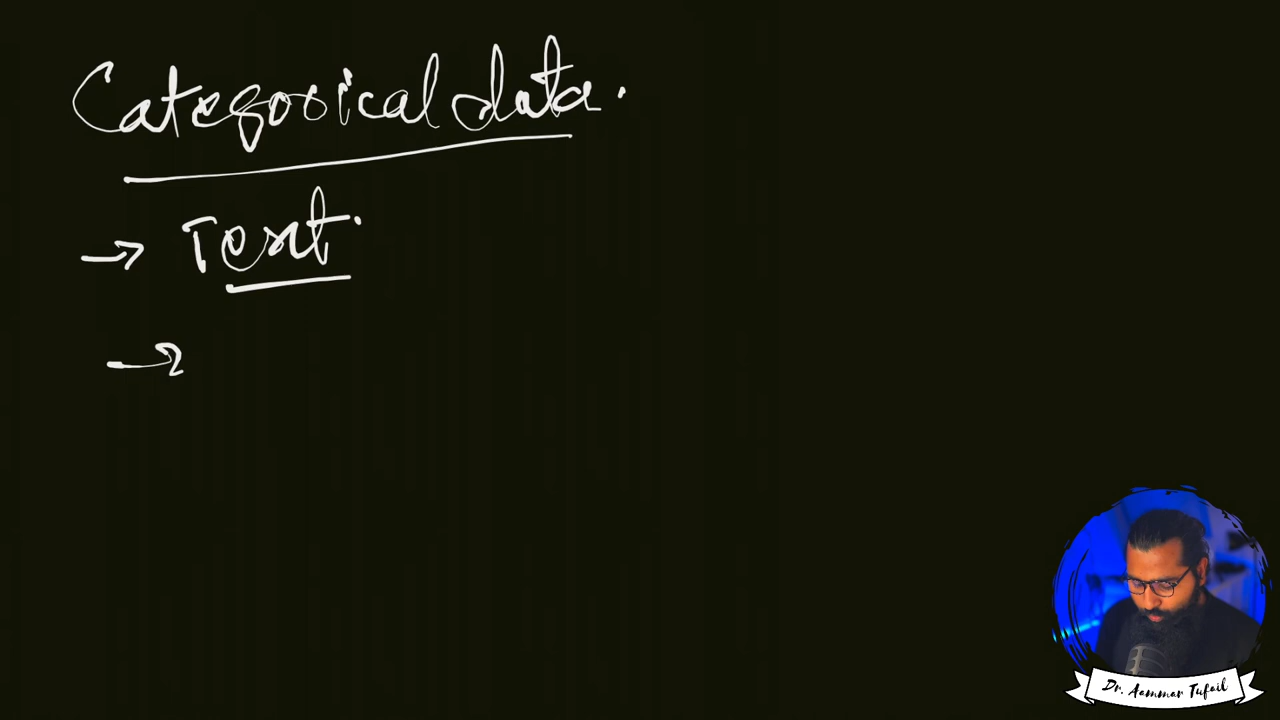 Categorical data.
→ Text.
→
Dr. Aammar Tufail